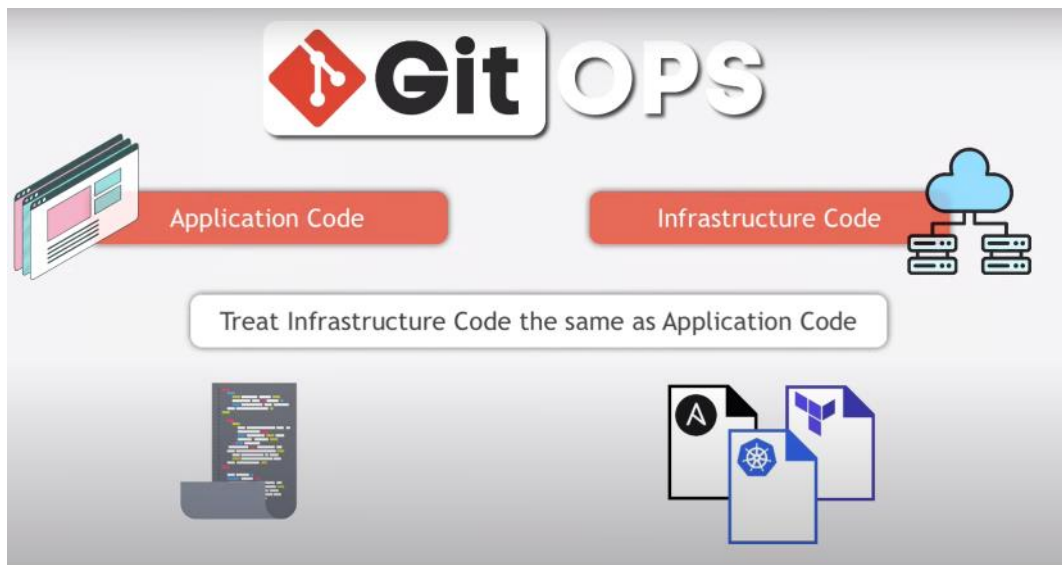 Git OPS
Application Code
Infrastructure Code
Treat Infrastructure Code the same as Application Code